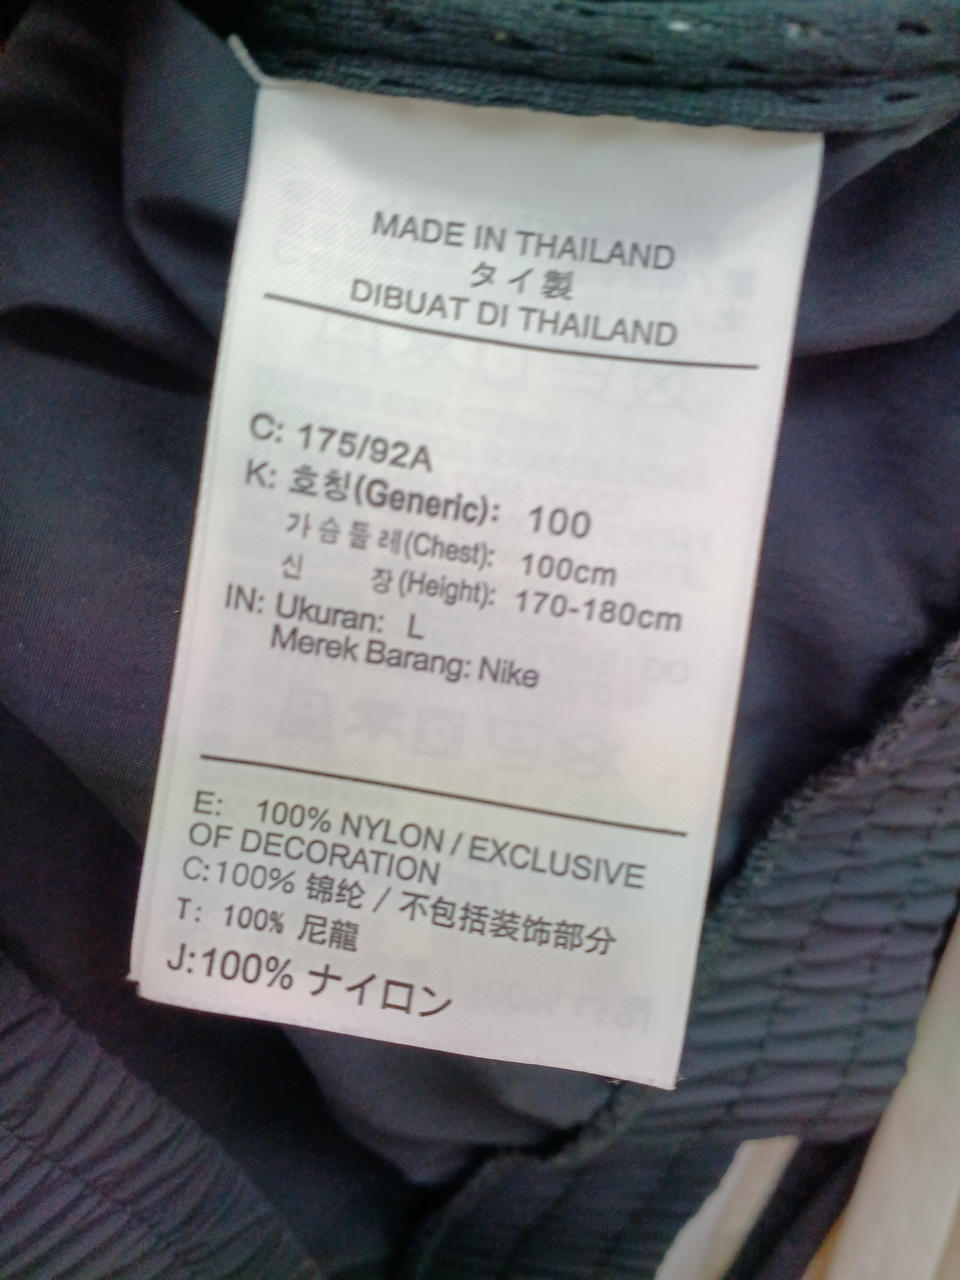 MADE IN THAILAND
タイ製
DIBUAT DI THAILAND
C: 175/92A
K: 호칭(Generic): 100
가슴둘레(Chest): 100cm
신 장(Height): 170-180cm
IN: Ukuran: L
Merek Barang: Nike
E: 100% NYLON / EXCLUSIVE
OF DECORATION
C:100% 锦纶 / 不包括装饰部分
T: 100% 尼龍
J:100% ナイロン